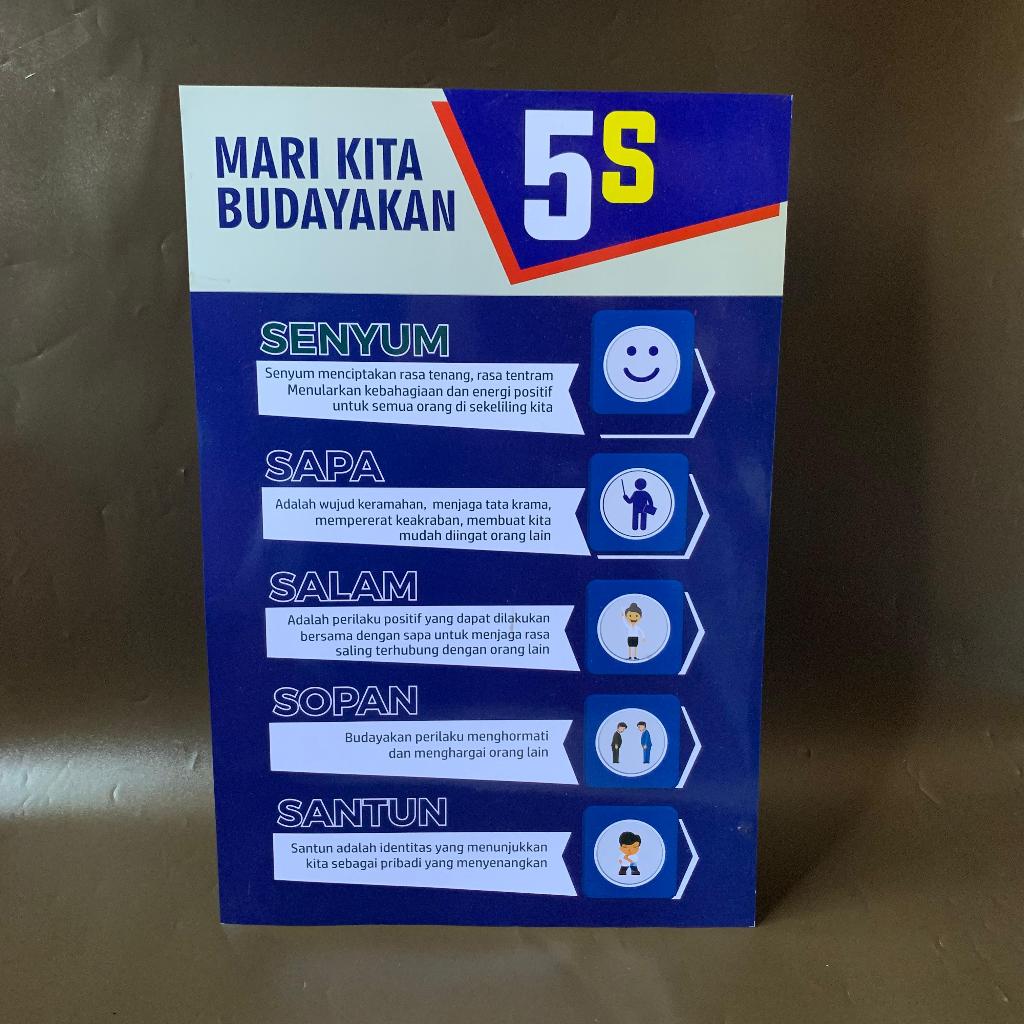 MARI KITA
BUDAYAKAN
5S
SENYUM
Senyum menciptakan rasa tenang, rasa tentram
Menularkan kebahagiaan dan energi positif
untuk semua orang di sekeliling kita
SAPA
Adalah wujud keramahan, menjaga tata krama,
mempererat keakraban, membuat kita
mudah diingat orang lain
SALAM
Adalah perilaku positif yang dapat dilakukan
bersama dengan sapa untuk menjaga rasa
saling terhubung dengan orang lain
SOPAN
Budayakan perilaku menghormati
dan menghargai orang lain
SANTUN
Santun adalah identitas yang menunjukkan
kita sebagai pribadi yang menyenangkan